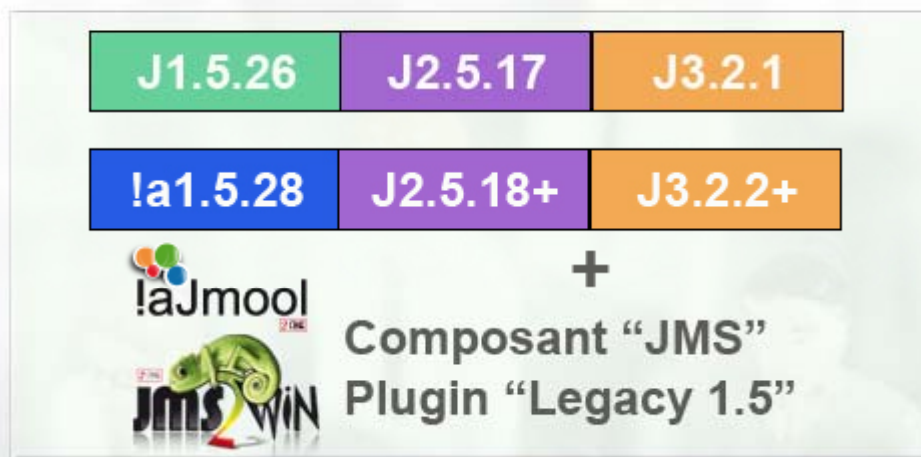 J1.5.26 J2.5.17 J3.2.1
!a1.5.28 J2.5.18+ J3.2.2+
!aJmool
+
Composant “JMS”
Plugin “Legacy 1.5”
JMS2WiN